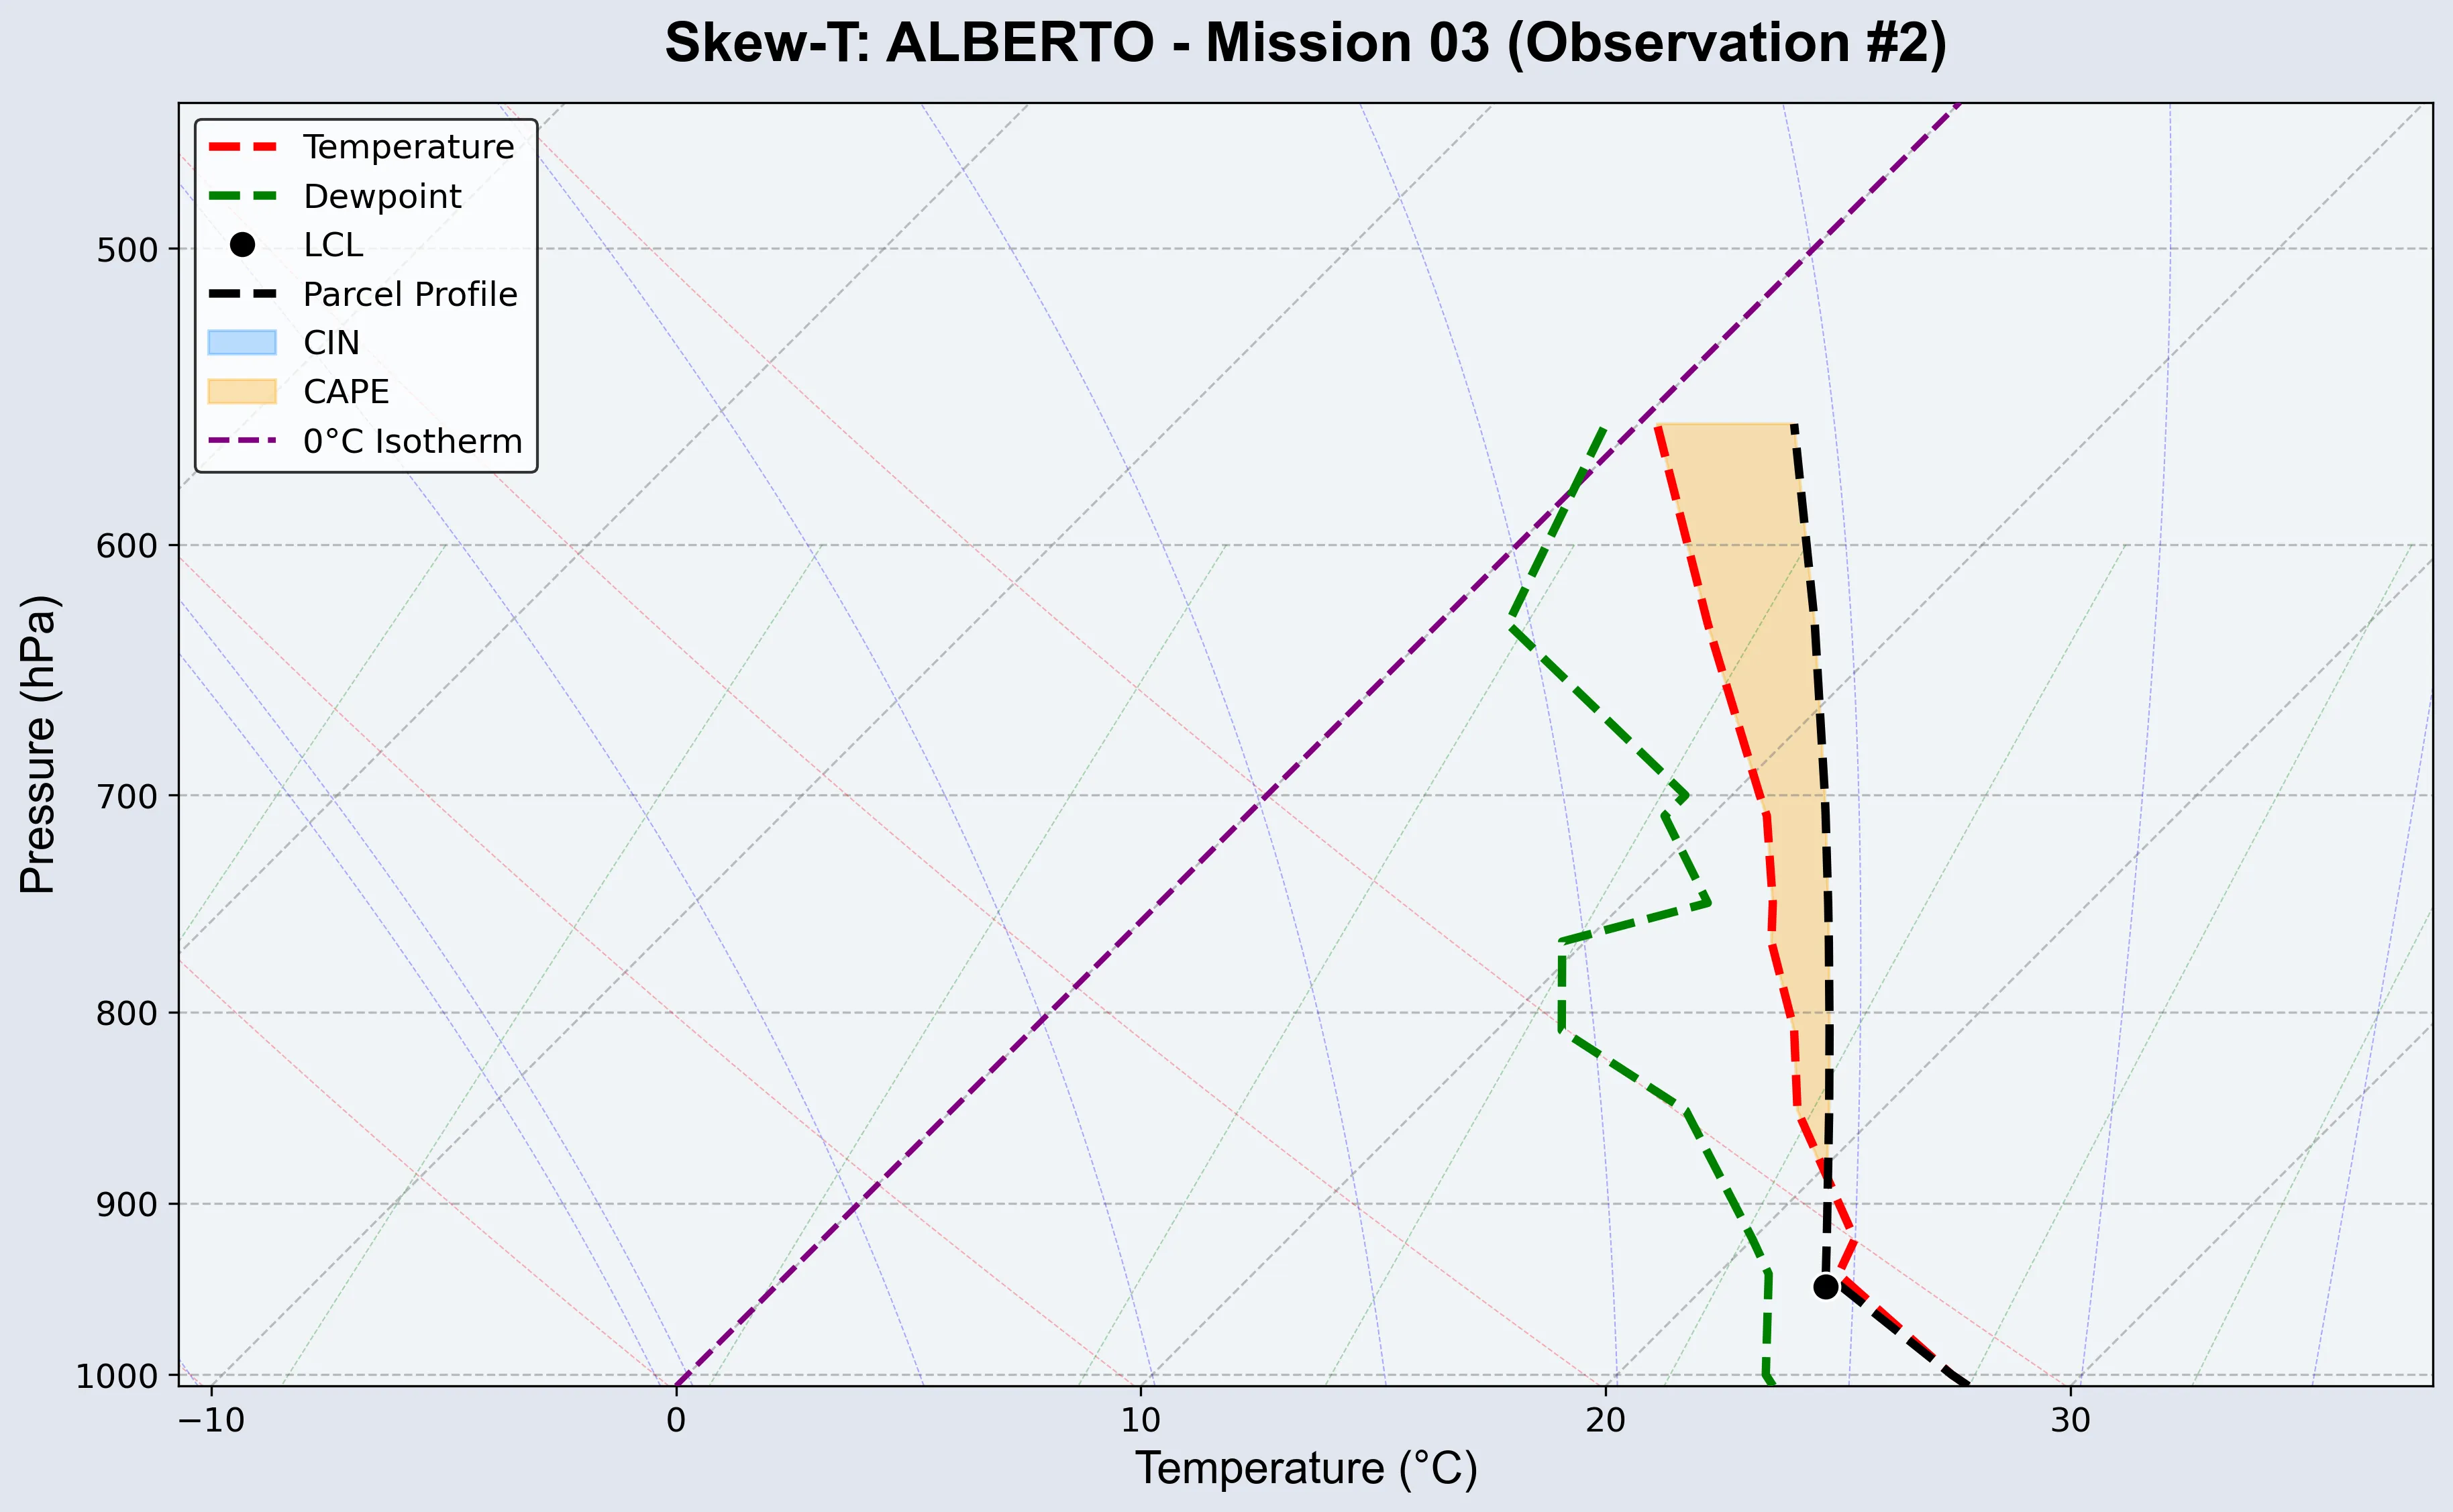 Skew-T: ALBERTO - Mission 03 (Observation #2)
Temperature
Dewpoint
LCL
Parcel Profile
CIN
CAPE
0°C Isotherm
Pressure (hPa)
500
600
700
800
900
1000
−10 0 10 20 30
Temperature (°C)